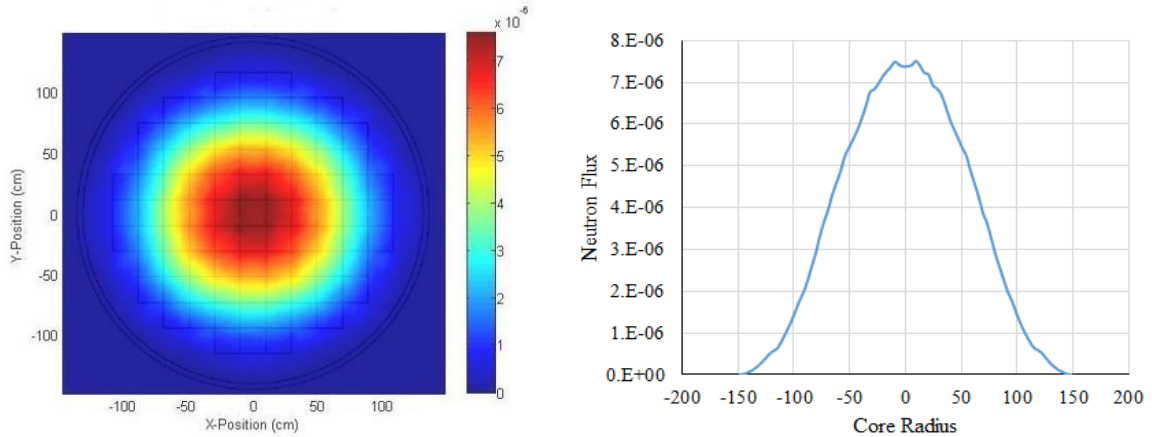 x 10⁻⁶
7
6
5
4
3
2
1
0
100
50
0
-50
-100
Y-Position (cm)
-100 -50 0 50 100
X-Position (cm)
8.E-06
7.E-06
6.E-06
5.E-06
4.E-06
3.E-06
2.E-06
1.E-06
0.E+00
Neutron Flux
-200 -150 -100 -50 0 50 100 150 200
Core Radius